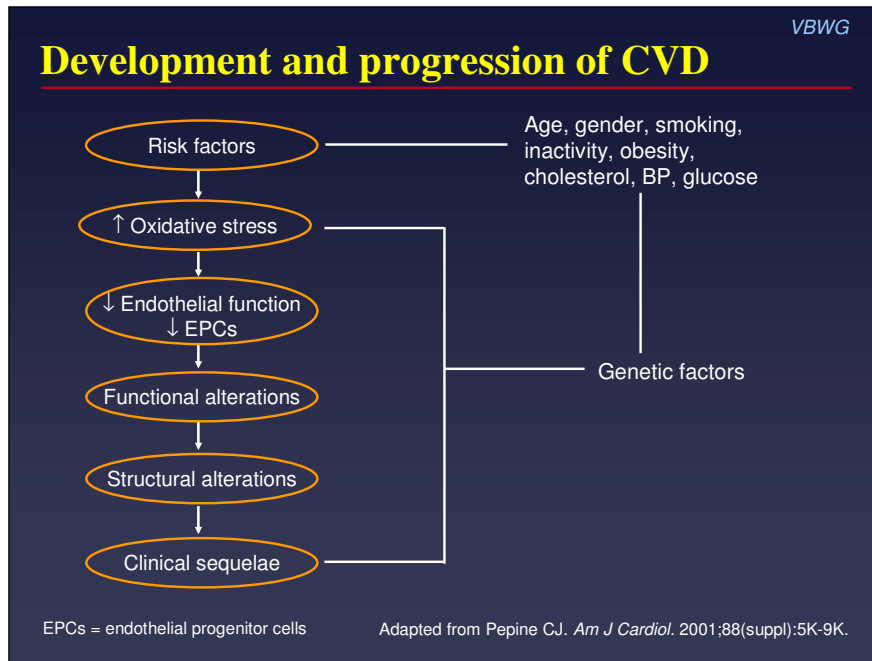 VBWG
Development and progression of CVD
Risk factors
Age, gender, smoking,
inactivity, obesity,
cholesterol, BP, glucose
↑ Oxidative stress
↓ Endothelial function
↓ EPCs
Genetic factors
Functional alterations
Structural alterations
Clinical sequelae
EPCs = endothelial progenitor cells
Adapted from Pepine CJ. Am J Cardiol. 2001;88(suppl):5K-9K.